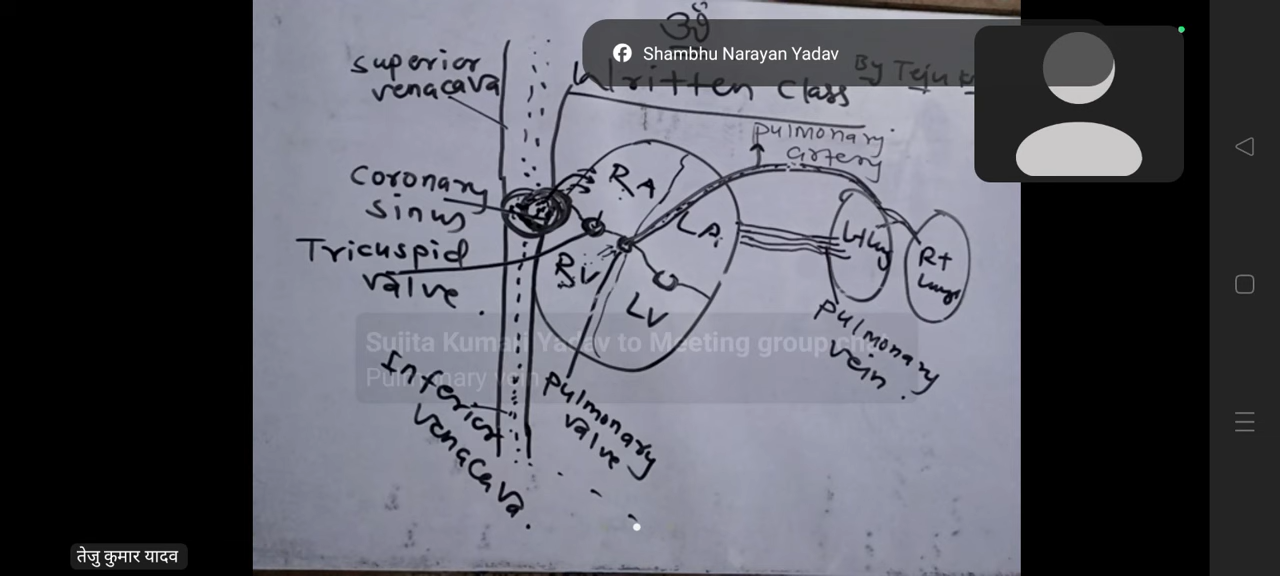 ॐ
Shambhu Narayan Yadav
Written Class
By Teju
superior
venacava
pulmonary
artery
Coronary
sinus
RA
LA
Tricuspid
valve.
RV
LV
Lt lung
Rt
Lungs
pulmonary
vein.
Sujita Kumari Yadav to Meeting group chat
Pulmonary vein
Inferior
venacava.
pulmonary
valve
तेजु कुमार यादव